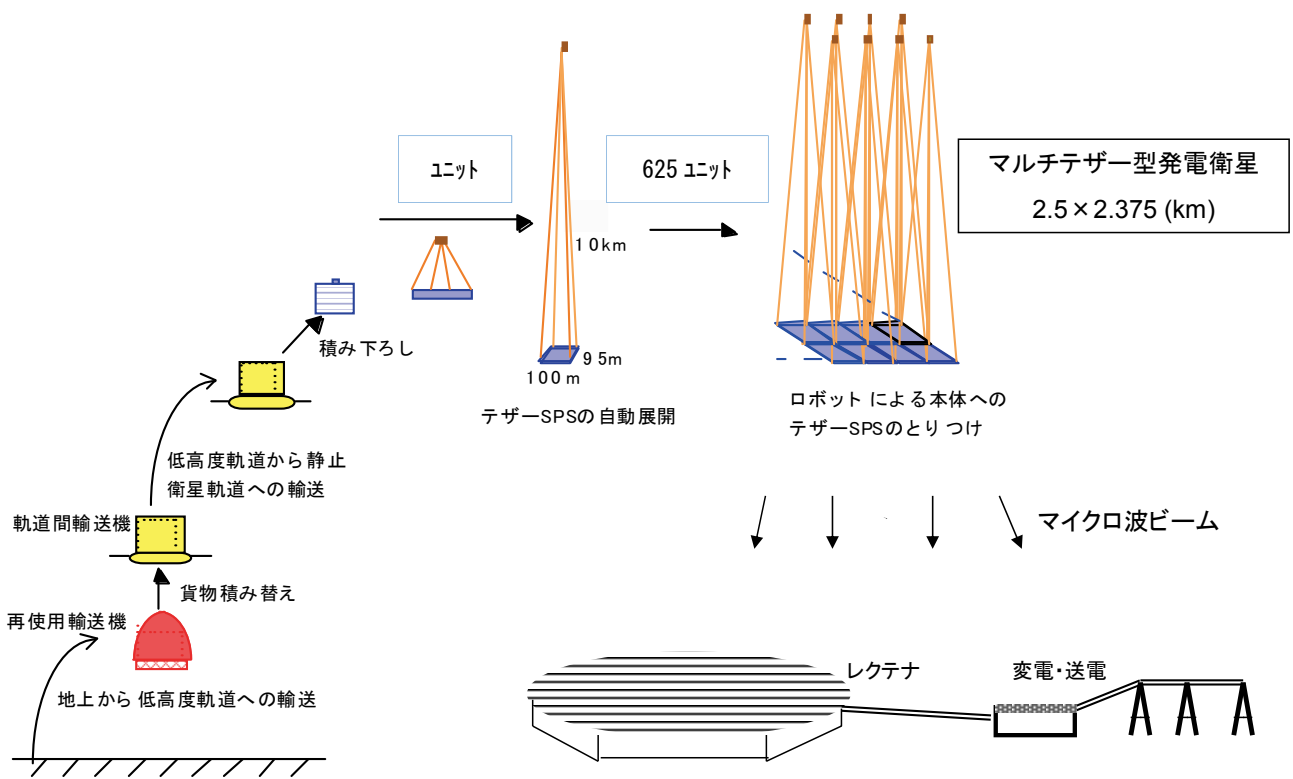 ユニット
625 ユニット
マルチテザー型発電衛星
2.5×2.375 (km)
10km
95m
100m
積み下ろし
テザーSPSの自動展開
ロボットによる本体への
テザーSPSのとりつけ
低高度軌道から静止
衛星軌道への輸送
軌道間輸送機
マイクロ波ビーム
貨物積み替え
再使用輸送機
地上から低高度軌道への輸送
レクテナ
変電・送電